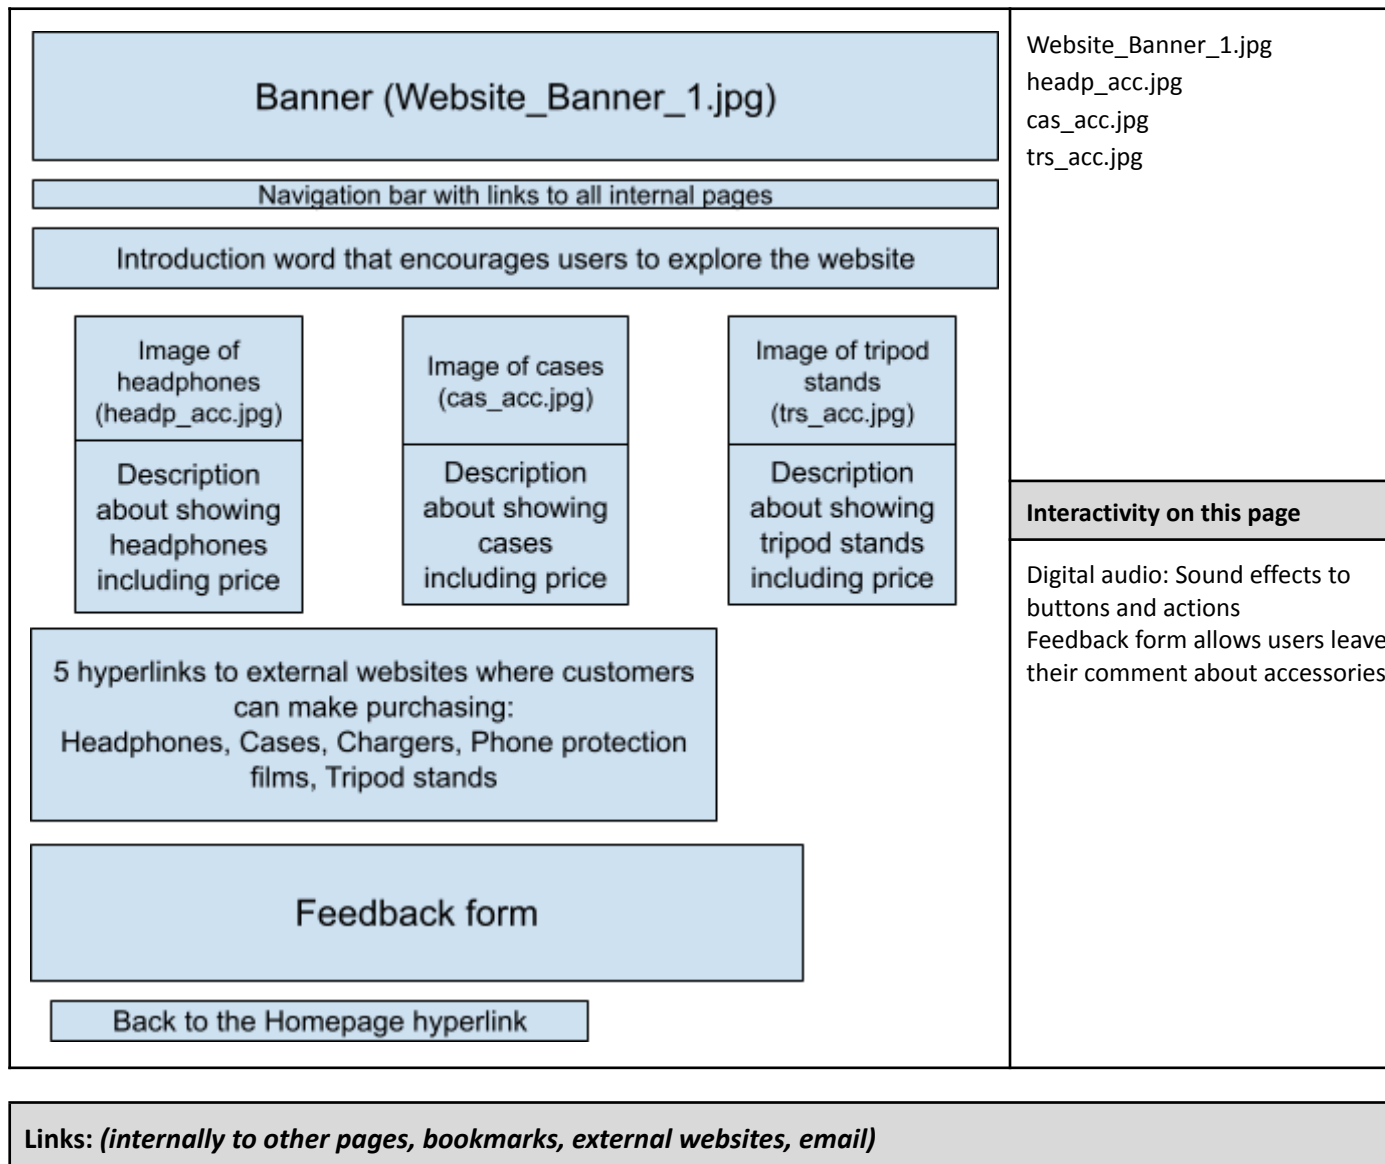 Banner (Website_Banner_1.jpg)
Navigation bar with links to all internal pages
Introduction word that encourages users to explore the website
Image of
headphones
(headp_acc.jpg)
Description
about showing
headphones
including price
Image of cases
(cas_acc.jpg)
Description
about showing
cases
including price
Image of tripod
stands
(trs_acc.jpg)
Description
about showing
tripod stands
including price
5 hyperlinks to external websites where customers
can make purchasing:
Headphones, Cases, Chargers, Phone protection
films, Tripod stands
Feedback form
Back to the Homepage hyperlink
Website_Banner_1.jpg
headp_acc.jpg
cas_acc.jpg
trs_acc.jpg
Interactivity on this page
Digital audio: Sound effects to
buttons and actions
Feedback form allows users leave
their comment about accessories
Links: (internally to other pages, bookmarks, external websites, email)